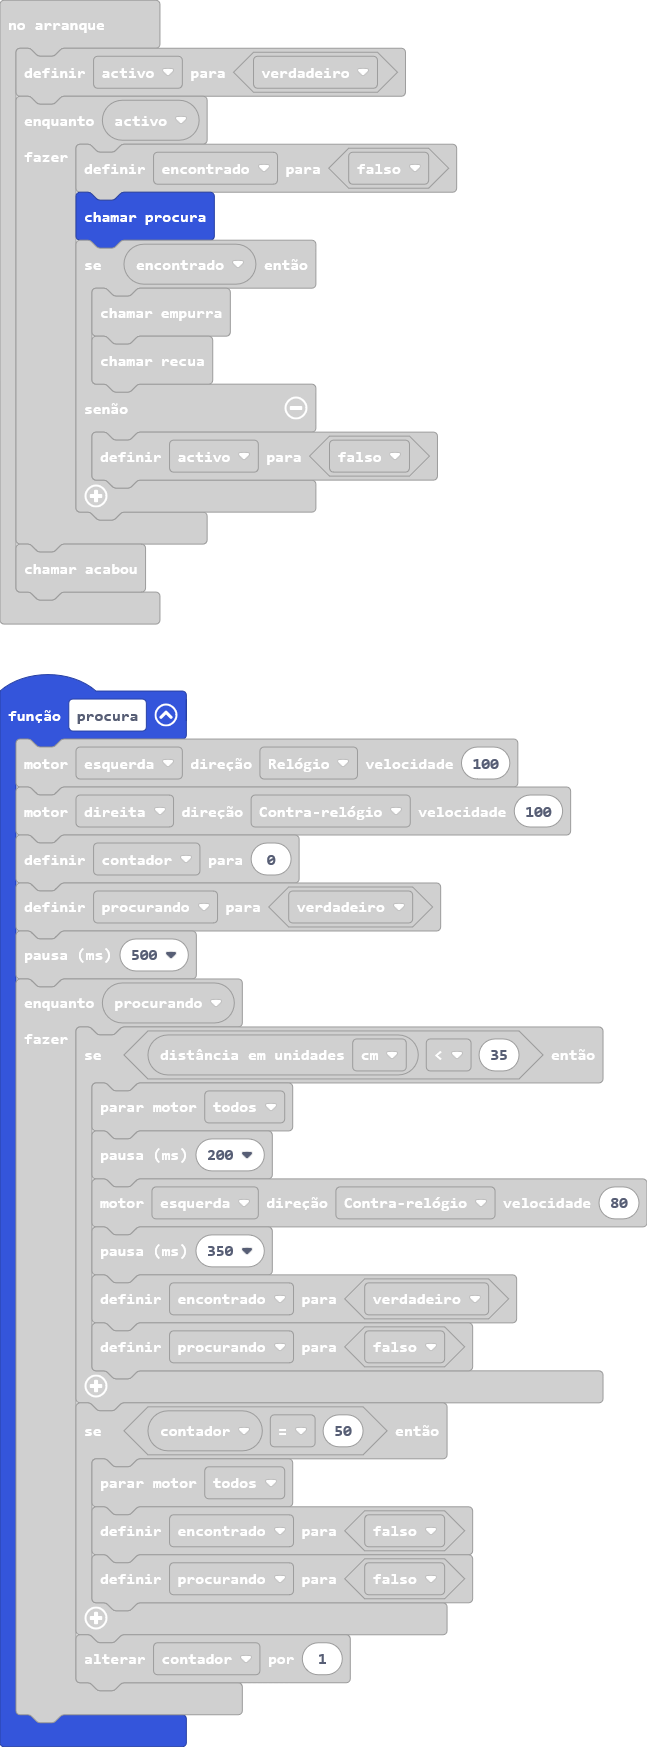 no arranque
definir activo para verdadeiro
enquanto activo
fazer definir encontrado para falso
chamar procura
se encontrado então
chamar empurra
chamar recua
senão
definir activo para falso
chamar acabou
função procura
motor esquerda direção Relógio velocidade 100
motor direita direção Contra-relógio velocidade 100
definir contador para 0
definir procurando para verdadeiro
pausa (ms) 500
enquanto procurando
fazer
se distância em unidades cm < 35 então
parar motor todos
pausa (ms) 200
motor esquerda direção Contra-relógio velocidade 80
pausa (ms) 350
definir encontrado para verdadeiro
definir procurando para falso
se contador = 50 então
parar motor todos
definir encontrado para falso
definir procurando para falso
alterar contador por 1